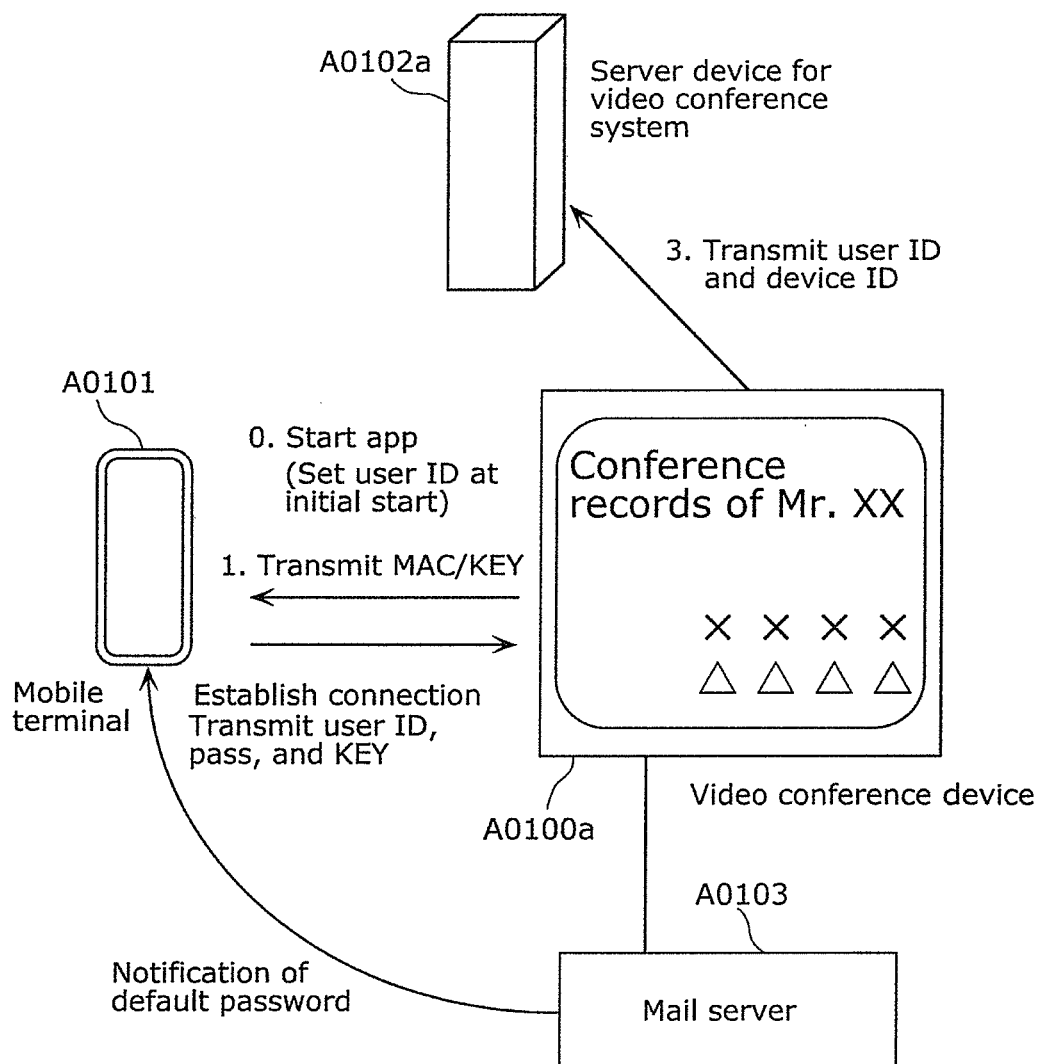 A0102a
Server device for
video conference
system
3. Transmit user ID
and device ID
A0101
0. Start app
(Set user ID at
initial start)
1. Transmit MAC/KEY
Conference
records of Mr. XX
Mobile
terminal
Establish connection
Transmit user ID,
pass, and KEY
Video conference device
A0100a
A0103
Notification of
default password
Mail server